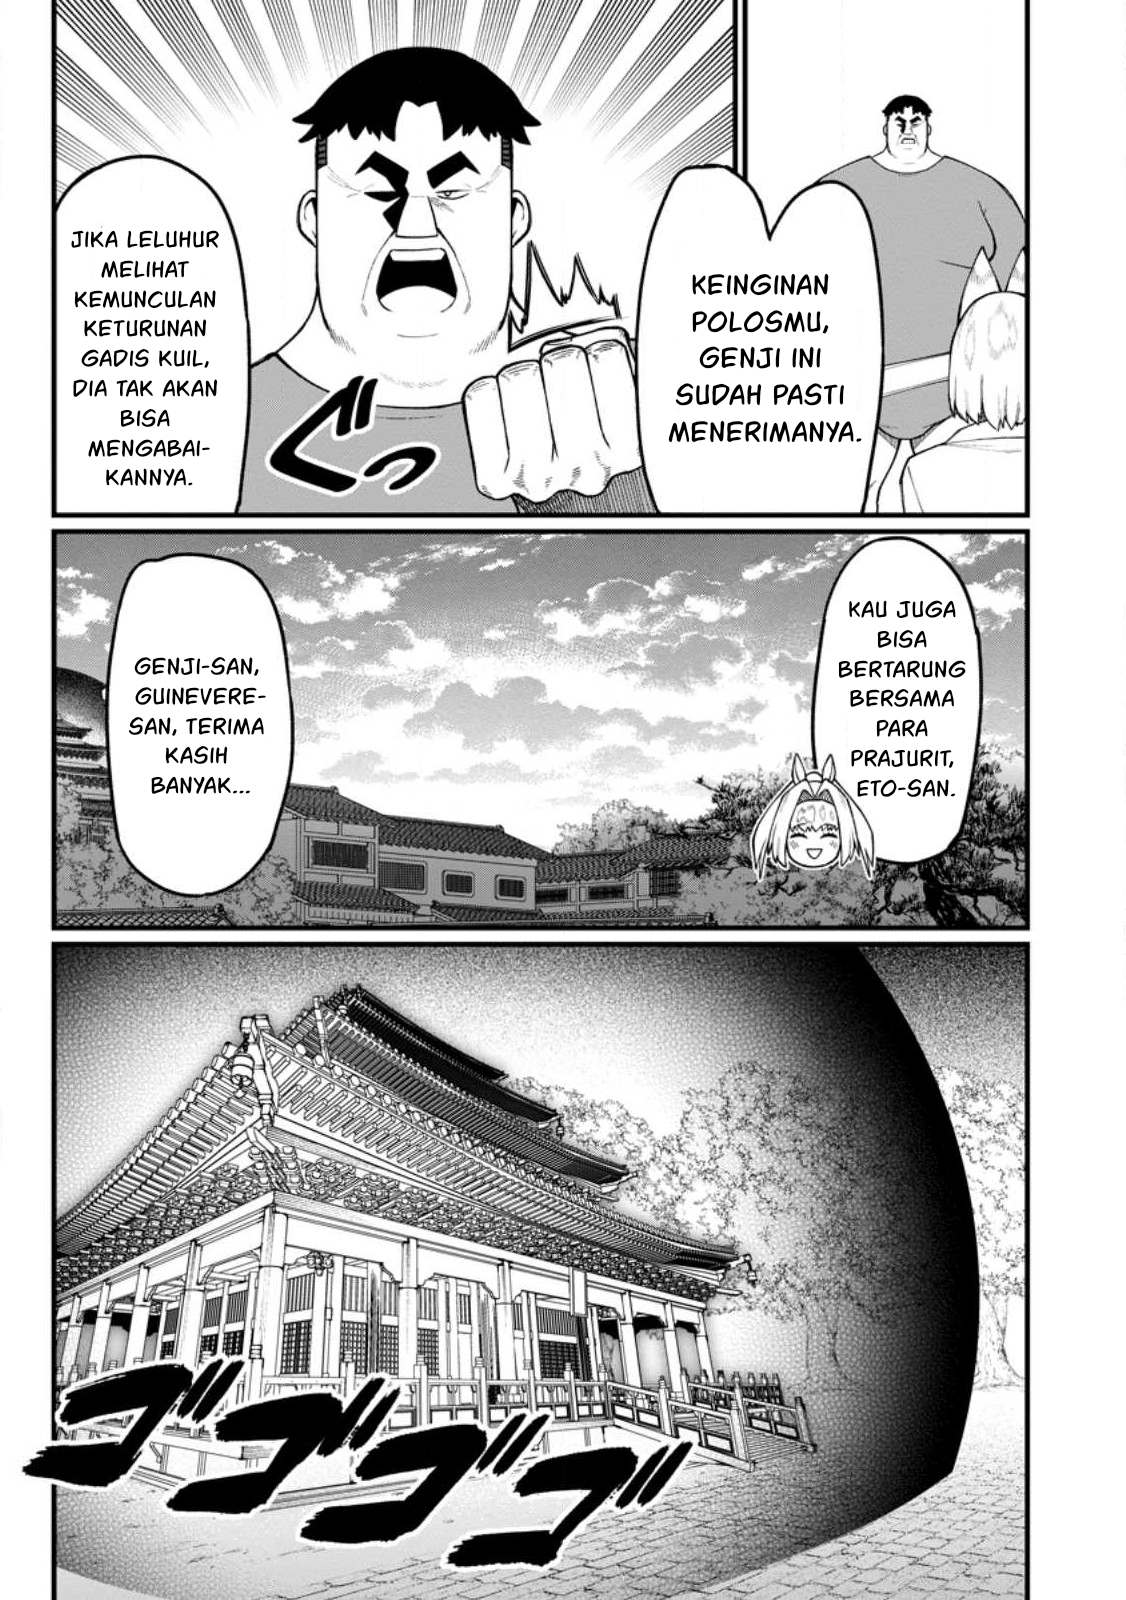 KEINGINAN
POLOSMU,
GENJI INI
SUDAH PASTI
MENERIMANYA.
JIKA LELUHUR
MELIHAT
KEMUNCULAN
KETURUNAN
GADIS KUIL,
DIA TAK AKAN
BISA
MENGABAI-
KANNYA.
ぐっ
KAU JUGA
BISA
BERTARUNG
BERSAMA
PARA
PRAJURIT,
ETO-SAN.
GENJI-SAN,
GUINEVERE-
SAN, TERIMA
KASIH
BANYAK...
ゴゴゴゴ